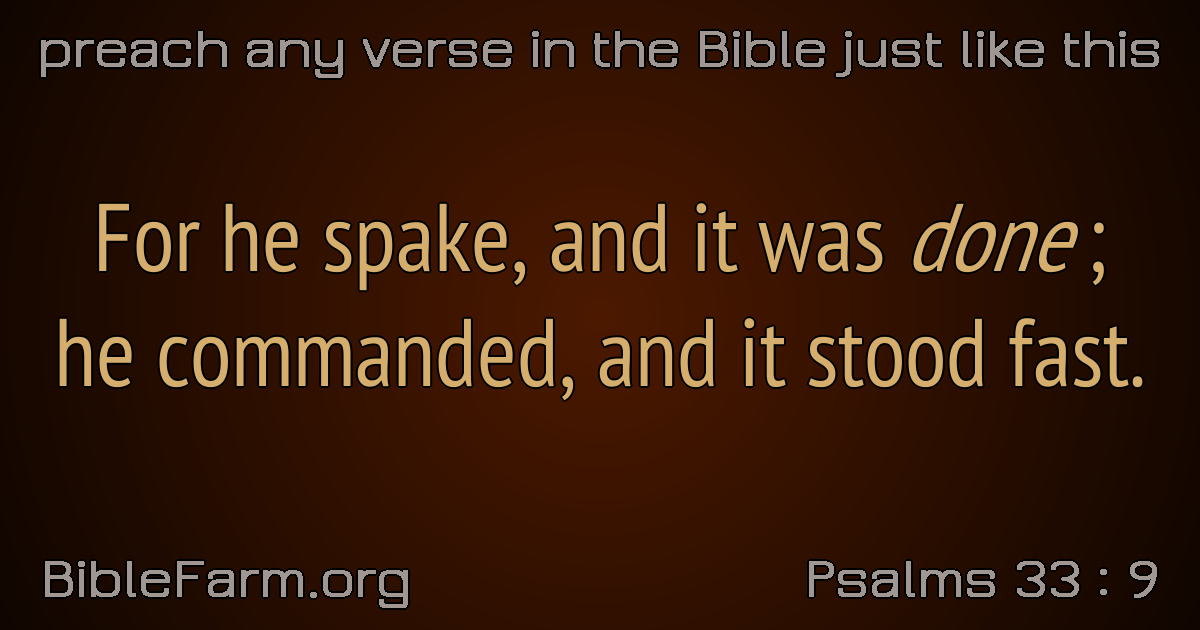 preach any verse in the Bible just like this
For he spake, and it was done;
he commanded, and it stood fast.
BibleFarm.org
Psalms 33 : 9